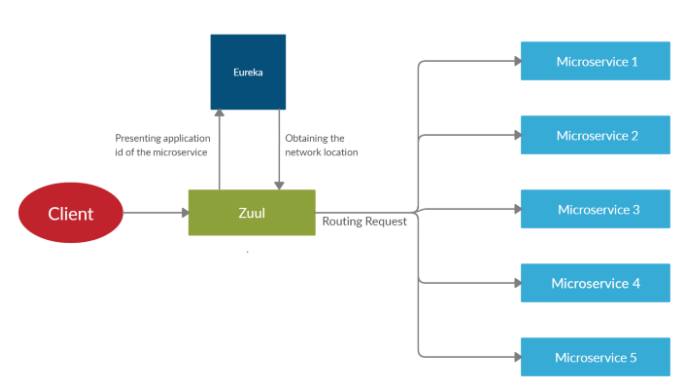 Eureka
Presenting application
id of the microservice
Obtaining the
network location
Client
Zuul
Routing Request
Microservice 1
Microservice 2
Microservice 3
Microservice 4
Microservice 5